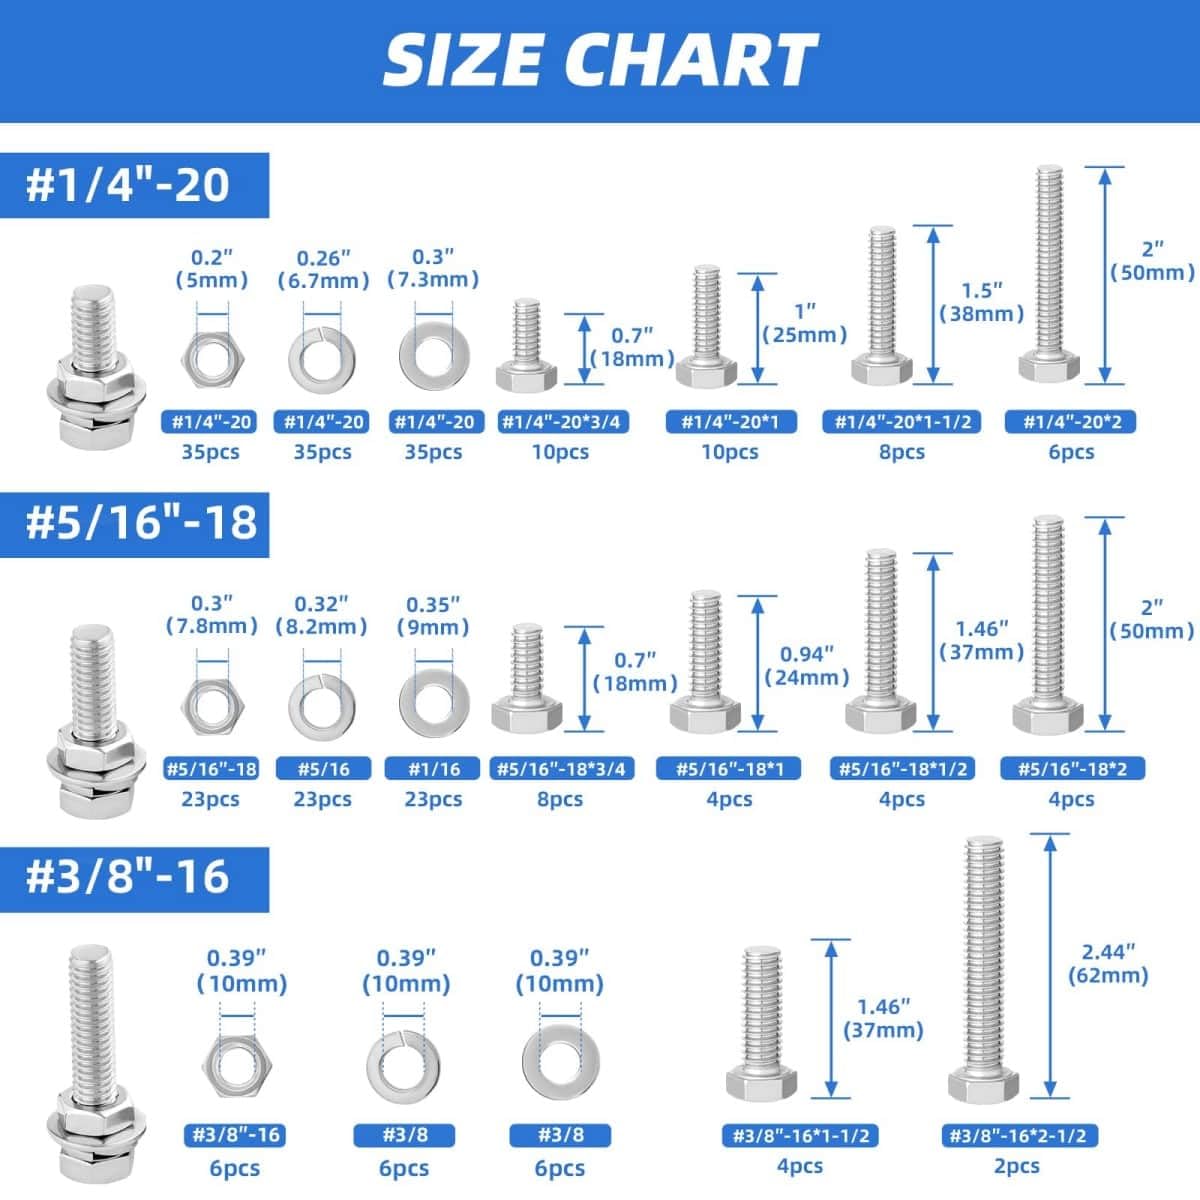 SIZE CHART
#1/4"-20
0.2"
(5mm)
0.26"
(6.7mm)
0.3"
(7.3mm)
0.7"
(18mm)
1"
(25mm)
1.5"
(38mm)
2"
(50mm)
#1/4"-20
#1/4"-20
#1/4"-20
#1/4"-20*3/4
#1/4"-20*1
#1/4"-20*1-1/2
#1/4"-20*2
35pcs
35pcs
35pcs
10pcs
10pcs
8pcs
6pcs
#5/16"-18
0.3"
(7.8mm)
0.32"
(8.2mm)
0.35"
(9mm)
0.7"
(18mm)
0.94"
(24mm)
1.46"
(37mm)
2"
(50mm)
#5/16"-18
#5/16
#1/16
#5/16"-18*3/4
#5/16"-18*1
#5/16"-18*1/2
#5/16"-18*2
23pcs
23pcs
23pcs
8pcs
4pcs
4pcs
4pcs
#3/8"-16
0.39"
(10mm)
0.39"
(10mm)
0.39"
(10mm)
1.46"
(37mm)
2.44"
(62mm)
#3/8"-16
#3/8
#3/8
#3/8"-16*1-1/2
#3/8"-16*2-1/2
6pcs
6pcs
6pcs
4pcs
2pcs